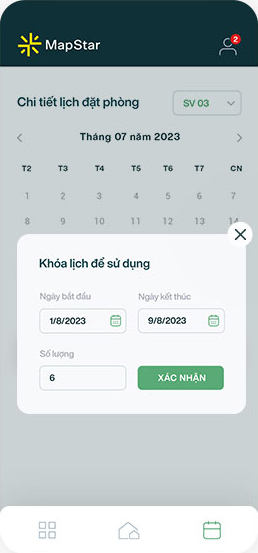 MapStar
2
Chi tiết lịch đặt phòng
SV 03
Tháng 07 năm 2023
T2 T3 T4 T5 T6 T7 CN
1 2 3 4 5 6 7
8 9 10 11 12 13 14
Khóa lịch để sử dụng
Ngày bắt đầu Ngày kết thúc
1/8/2023 9/8/2023
Số lượng
6 XÁC NHẬN